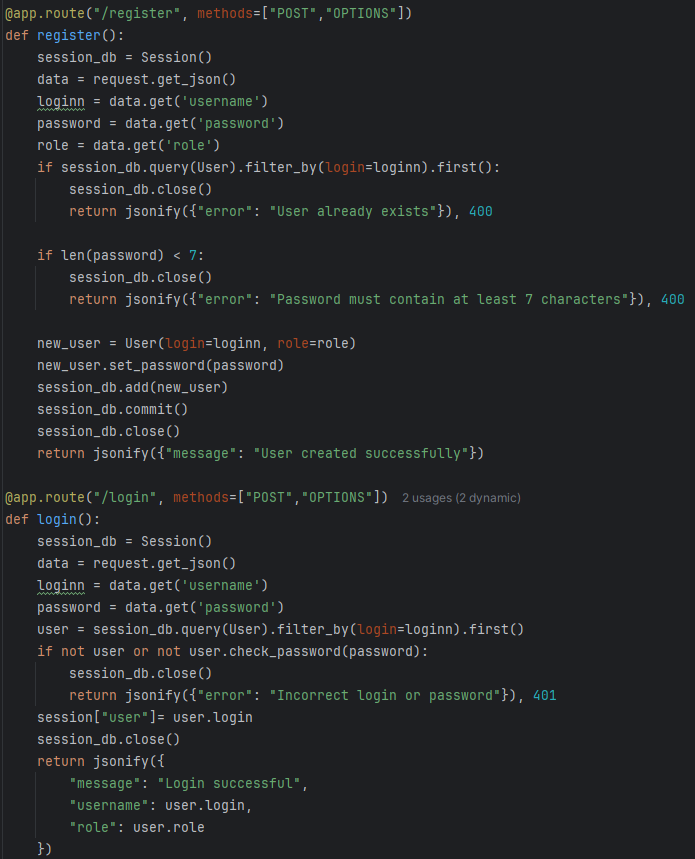 @app.route("/register", methods=["POST","OPTIONS"])
def register():
    session_db = Session()
    data = request.get_json()
    loginn = data.get('username')
    password = data.get('password')
    role = data.get('role')
    if session_db.query(User).filter_by(login=loginn).first():
        session_db.close()
        return jsonify({"error": "User already exists"}), 400

    if len(password) < 7:
        session_db.close()
        return jsonify({"error": "Password must contain at least 7 characters"}), 400

    new_user = User(login=loginn, role=role)
    new_user.set_password(password)
    session_db.add(new_user)
    session_db.commit()
    session_db.close()
    return jsonify({"message": "User created successfully"})

@app.route("/login", methods=["POST","OPTIONS"]) 2 usages (2 dynamic)
def login():
    session_db = Session()
    data = request.get_json()
    loginn = data.get('username')
    password = data.get('password')
    user = session_db.query(User).filter_by(login=loginn).first()
    if not user or not user.check_password(password):
        session_db.close()
        return jsonify({"error": "Incorrect login or password"}), 401
    session["user"]= user.login
    session_db.close()
    return jsonify({
        "message": "Login successful",
        "username": user.login,
        "role": user.role
    })